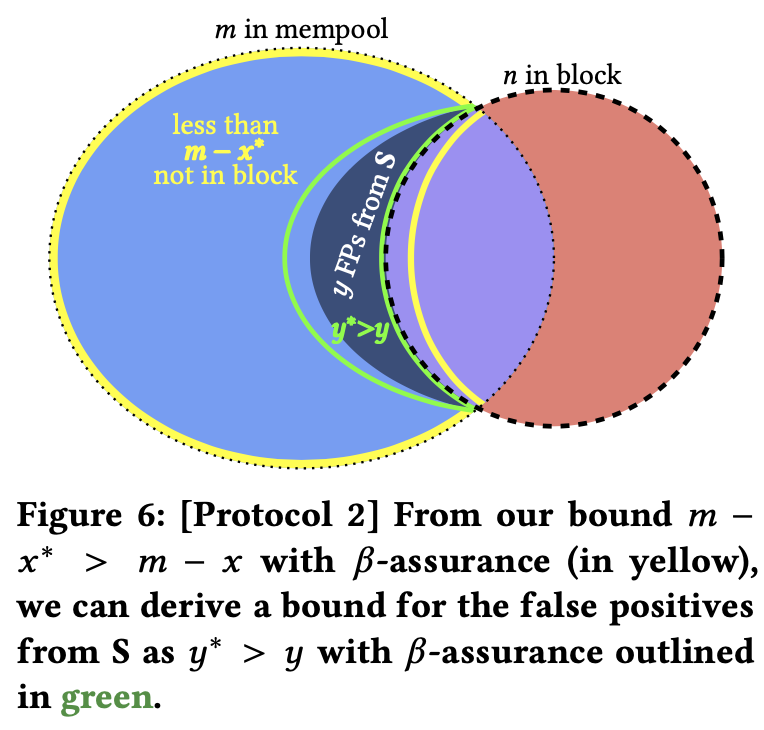 m in mempool
n in block
less than
m − x*
not in block
y FPs from S
y*>y
Figure 6: [Protocol 2] From our bound m −
x* > m − x with β-assurance (in yellow),
we can derive a bound for the false positives
from S as y* > y with β-assurance outlined
in green.